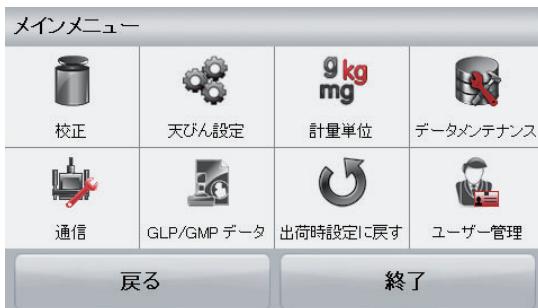 メインメニュー
g kg
mg
校正 天びん設定 計量単位 データメンテナンス
通信 GLP/GMP データ 出荷時設定に戻す ユーザー管理
戻る 終了